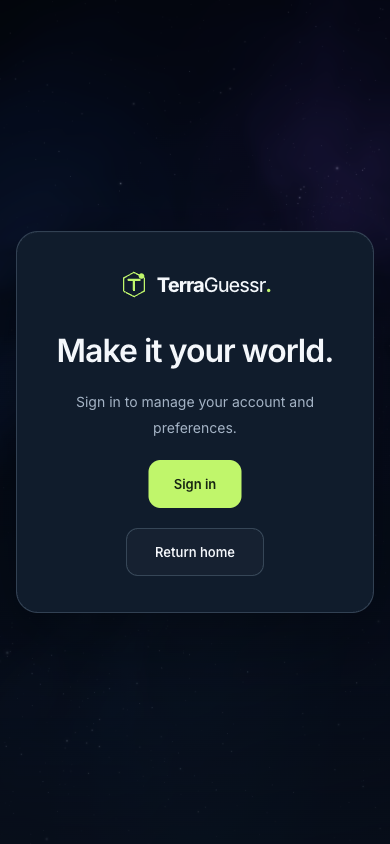 TerraGuessr.
Make it your world.
Sign in to manage your account and
preferences.
Sign in
Return home